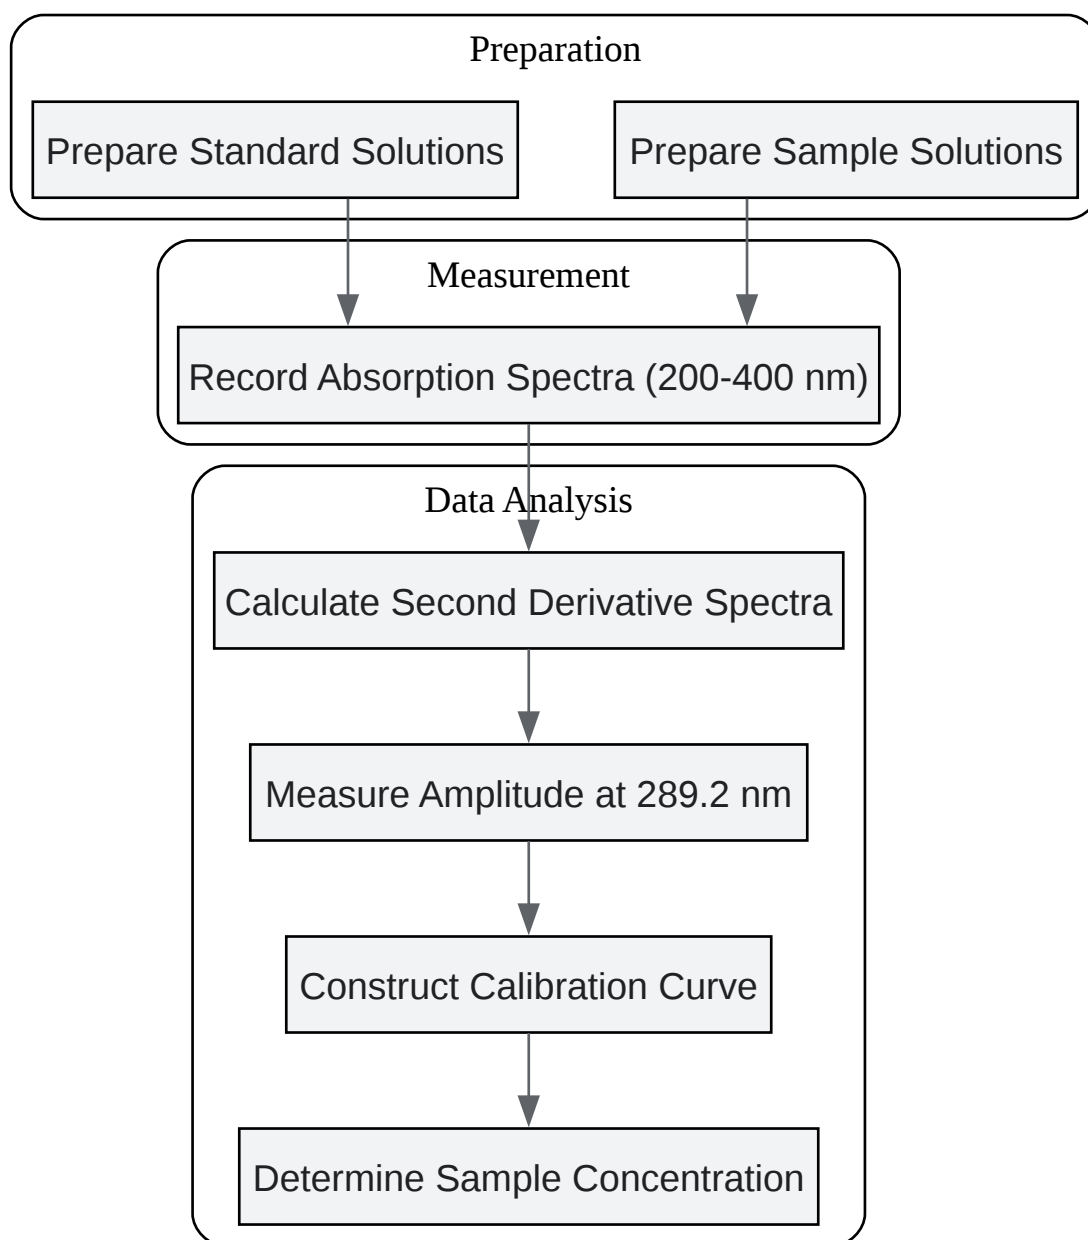 Preparation
Prepare Standard Solutions
Prepare Sample Solutions
Measurement
Record Absorption Spectra (200-400 nm)
Data Analysis
Calculate Second Derivative Spectra
Measure Amplitude at 289.2 nm
Construct Calibration Curve
Determine Sample Concentration